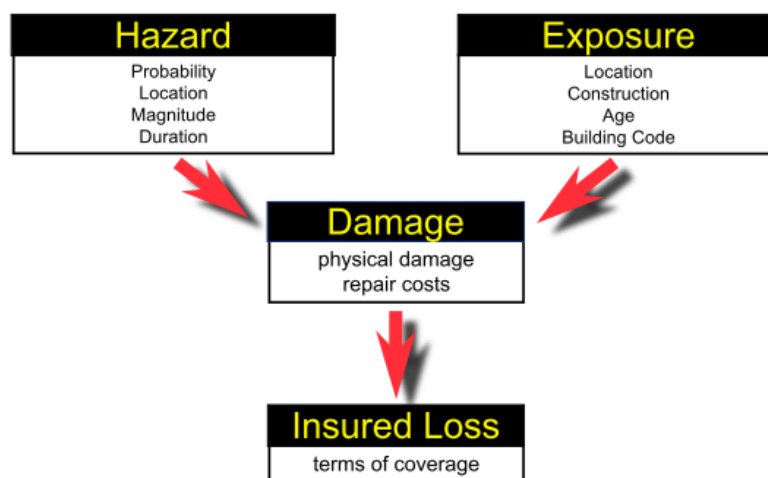 Hazard
Probability
Location
Magnitude
Duration
Exposure
Location
Construction
Age
Building Code
Damage
physical damage
repair costs
Insured Loss
terms of coverage